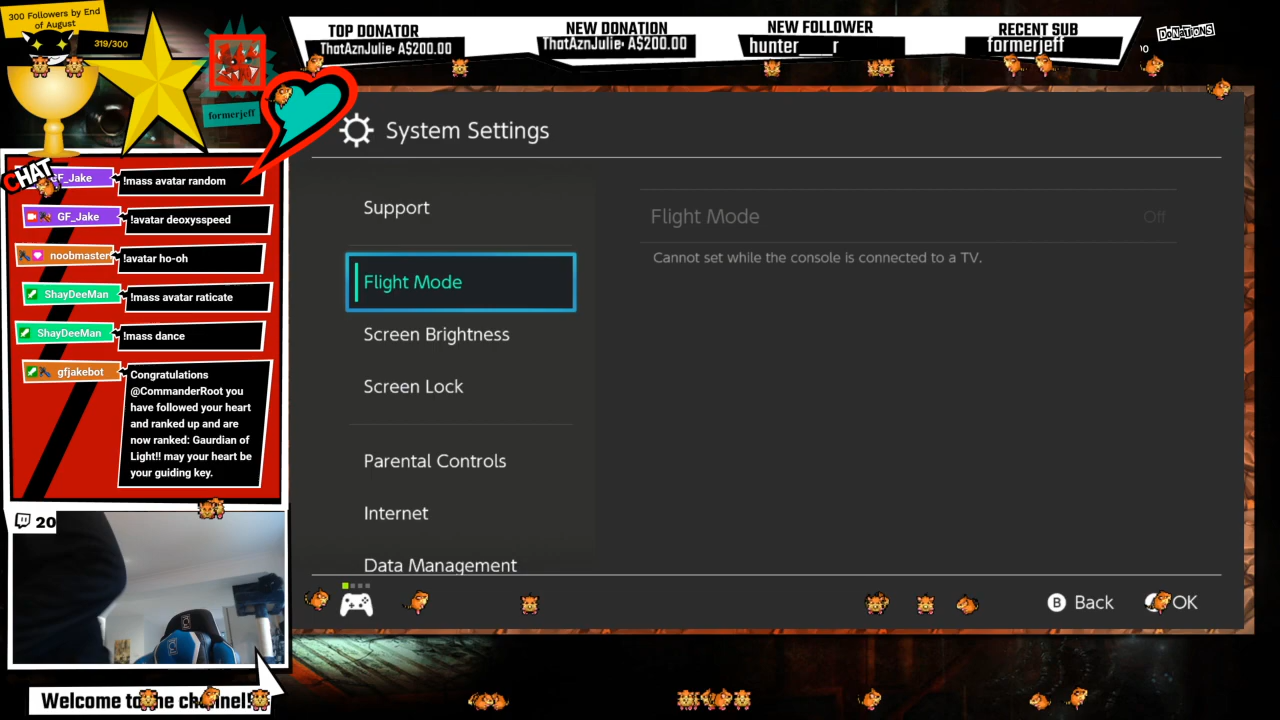 300 Followers by End
of August
319/300
formerjeff
TOP DONATOR
ThatAznJulie: A$200.00
NEW DONATION
ThatAznJulie: A$200.00
NEW FOLLOWER
hunter____r
RECENT SUB
formerjeff
DONATIONS
CHAT
GF_Jake
!mass avatar random
GF_Jake
!avatar deoxysspeed
noobmaster
!avatar ho-oh
ShayDeeMan
!mass avatar raticate
ShayDeeMan
!mass dance
gfjakebot
Congratulations
@CommanderRoot you
have followed your heart
and ranked up and are
now ranked: Gaurdian of
Light!! may your heart be
your guiding key.
20
Welcome to the channel!
System Settings
Support
Flight Mode
Screen Brightness
Screen Lock
Parental Controls
Internet
Data Management
Flight Mode
Off
Cannot set while the console is connected to a TV.
B Back
OK